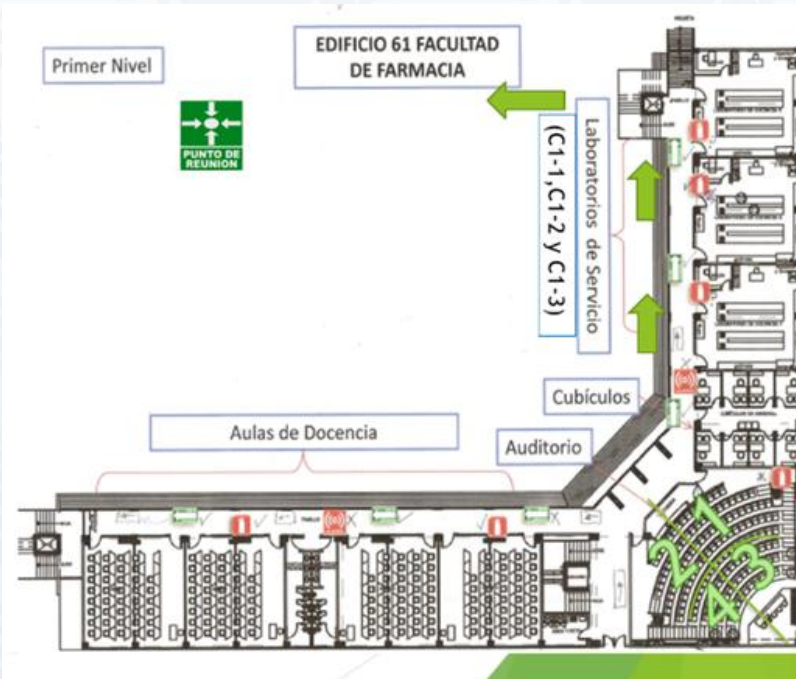 Primer Nivel
EDIFICIO 61 FACULTAD
DE FARMACIA
PUNTO DE
REUNION
Laboratorios de Servicio
(C1-1,C1-2 y C1-3)
Cubículos
Aulas de Docencia
Auditorio
1
2
3
4